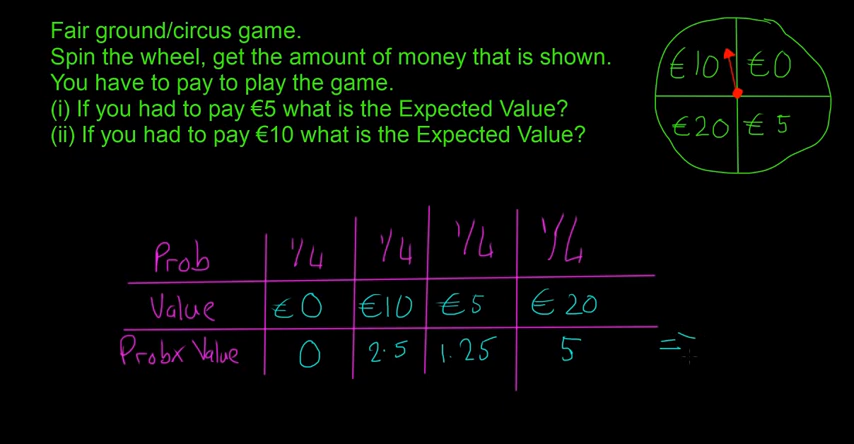 Fair ground/circus game.
Spin the wheel, get the amount of money that is shown.
You have to pay to play the game.
(i) If you had to pay €5 what is the Expected Value?
(ii) If you had to pay €10 what is the Expected Value?
€10 €0
€20 €5
Prob 1/4 1/4 1/4 1/4
Value €0 €10 €5 €20
Prob x Value 0 2.5 1.25 5 =>